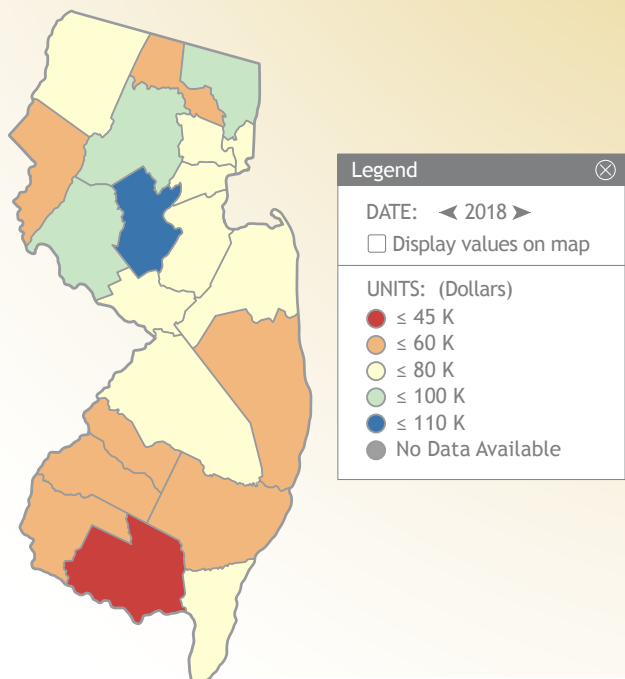 Legend
DATE: ◄ 2018 ➤
Display values on map
UNITS: (Dollars)
≤ 45 K
≤ 60 K
≤ 80 K
≤ 100 K
≤ 110 K
No Data Available